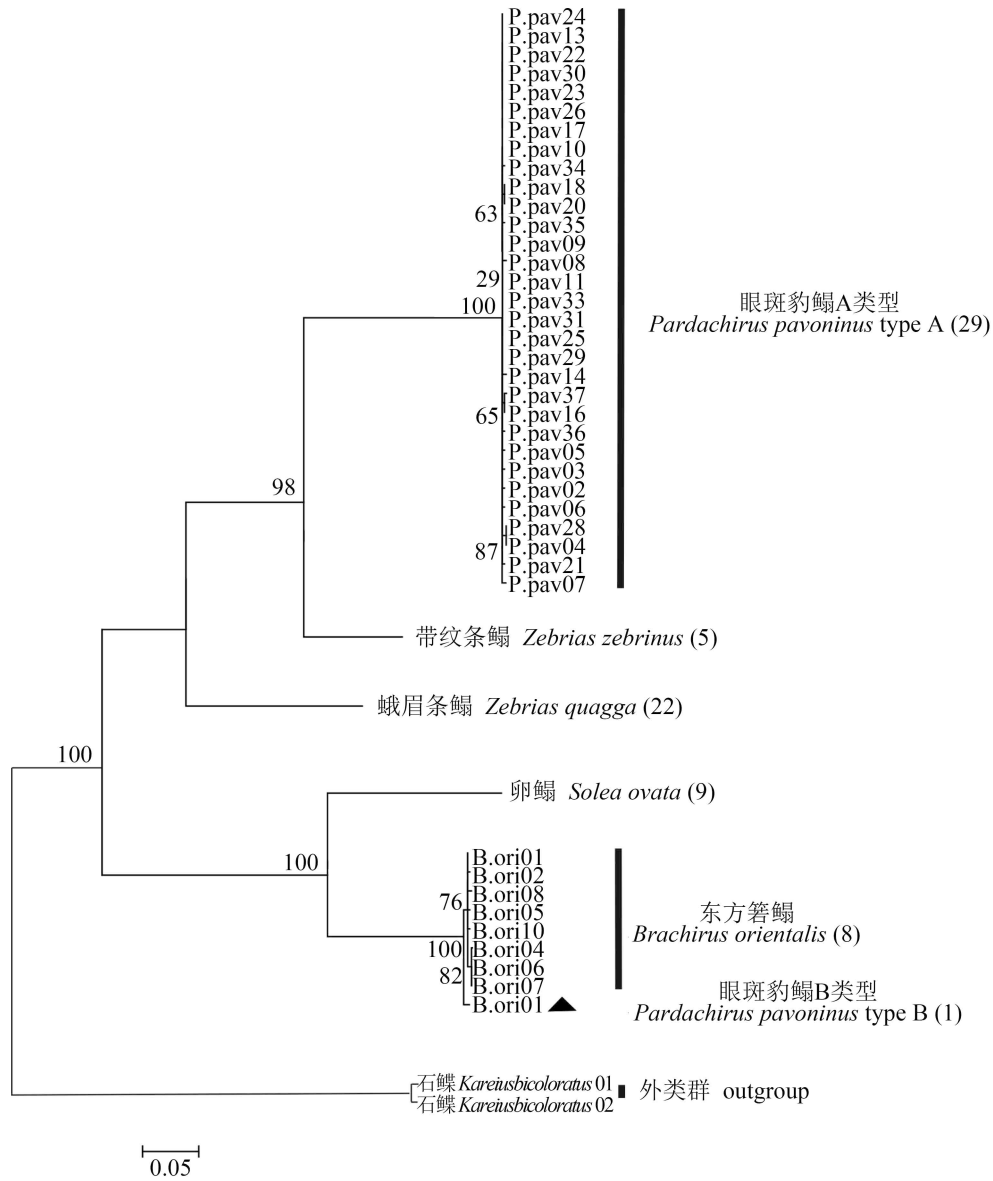 P.pav24
P.pav13
P.pav22
P.pav30
P.pav23
P.pav26
P.pav17
P.pav10
P.pav34
P.pav18
P.pav20
63
P.pav35
P.pav09
P.pav08
29
P.pav11
100
P.pav33
P.pav31
P.pav25
P.pav29
P.pav14
P.pav37
65
P.pav16
P.pav36
P.pav05
P.pav03
P.pav02
P.pav06
P.pav28
87
P.pav04
P.pav21
P.pav07
眼斑豹鳎A类型
Pardachirus pavoninus type A (29)
98
带纹条鳎 Zebrias zebrinus (5)
蛾眉条鳎 Zebrias quagga (22)
100
卵鳎 Solea ovata (9)
100
B.ori01
B.ori02
B.ori08
76
B.ori05
B.ori10
100
B.ori04
82
B.ori06
B.ori07
B.ori01
东方箬鳎
Brachirus orientalis (8)
眼斑豹鳎B类型
Pardachirus pavoninus type B (1)
石鲽 Kareiusbicoloratus 01
石鲽 Kareiusbicoloratus 02
外类群 outgroup
0.05